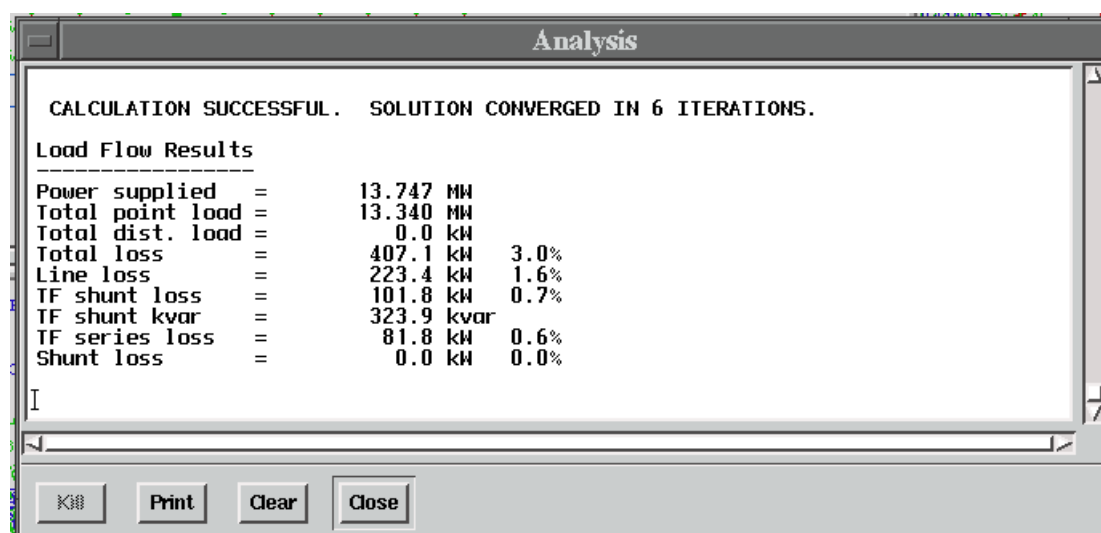 Analysis
CALCULATION SUCCESSFUL.  SOLUTION CONVERGED IN 6 ITERATIONS.
Load Flow Results
-----------------
Power supplied   =        13.747 MW
Total point load =        13.340 MW
Total dist. load =           0.0 kW
Total loss       =         407.1 kW   3.0%
Line loss        =         223.4 kW   1.6%
TF shunt loss    =         101.8 kW   0.7%
TF shunt kvar    =         323.9 kvar
TF series loss   =          81.8 kW   0.6%
Shunt loss       =           0.0 kW   0.0%
Kill Print Clear Close